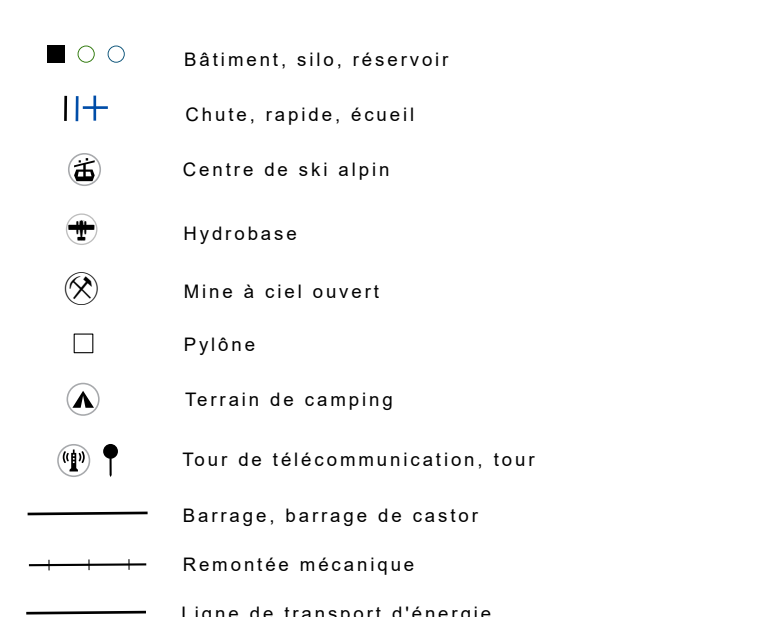 Bâtiment, silo, réservoir
Chute, rapide, écueil
Centre de ski alpin
Hydrobase
Mine à ciel ouvert
Pylône
Terrain de camping
Tour de télécommunication, tour
Barrage, barrage de castor
Remontée mécanique
Ligne de transport d'énergie